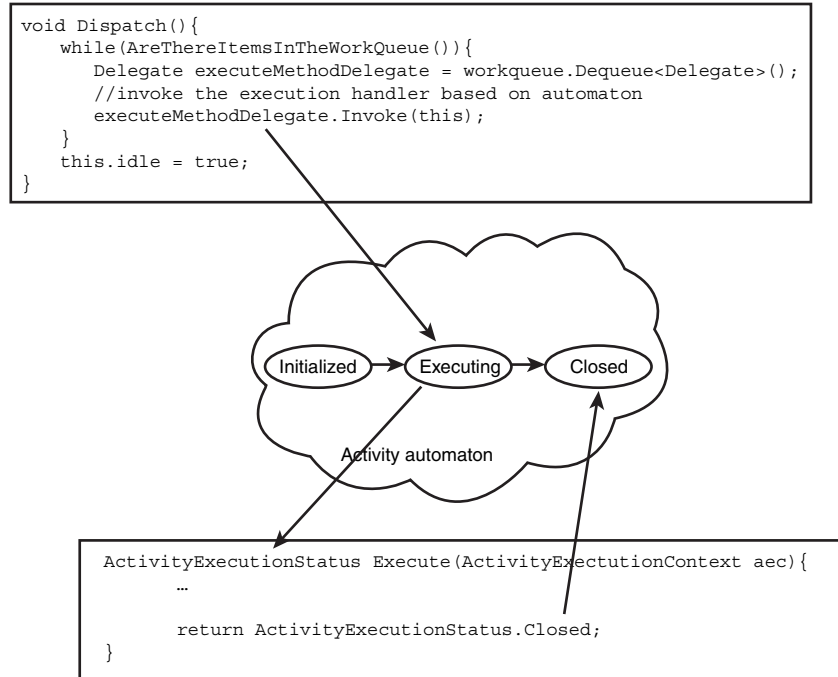 void Dispatch(){
while(AreThereItemsInTheWorkQueue()){
Delegate executeMethodDelegate = workqueue.Dequeue<Delegate>();
//invoke the execution handler based on automaton
executeMethodDelegate.Invoke(this);
}
this.idle = true;
}
Initialized
Executing
Closed
Activity automaton
ActivityExecutionStatus Execute(ActivityExectutionContext aec){
…
return ActivityExecutionStatus.Closed;
}